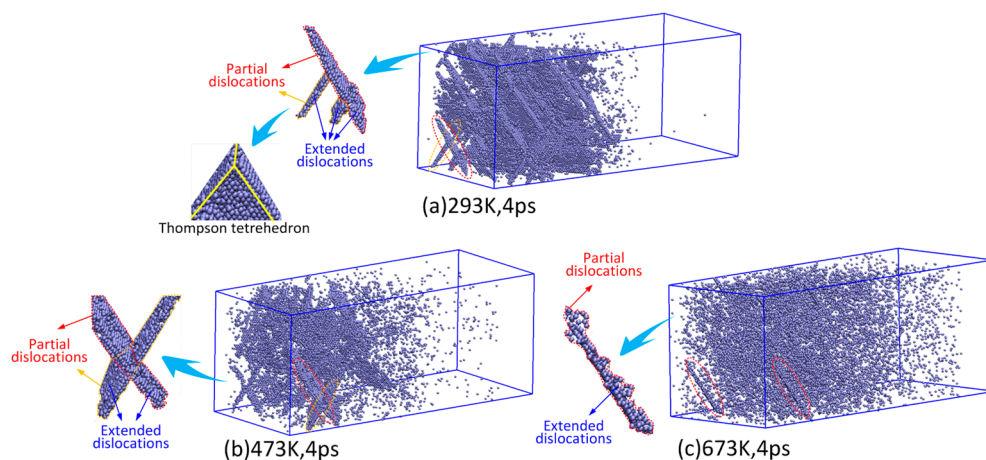 Partial
dislocations
Extended
dislocations
Thompson tetrehedron
(a)293K,4ps
Partial
dislocations
Extended
dislocations
(b)473K,4ps
Partial
dislocations
Extended
dislocations
(c)673K,4ps